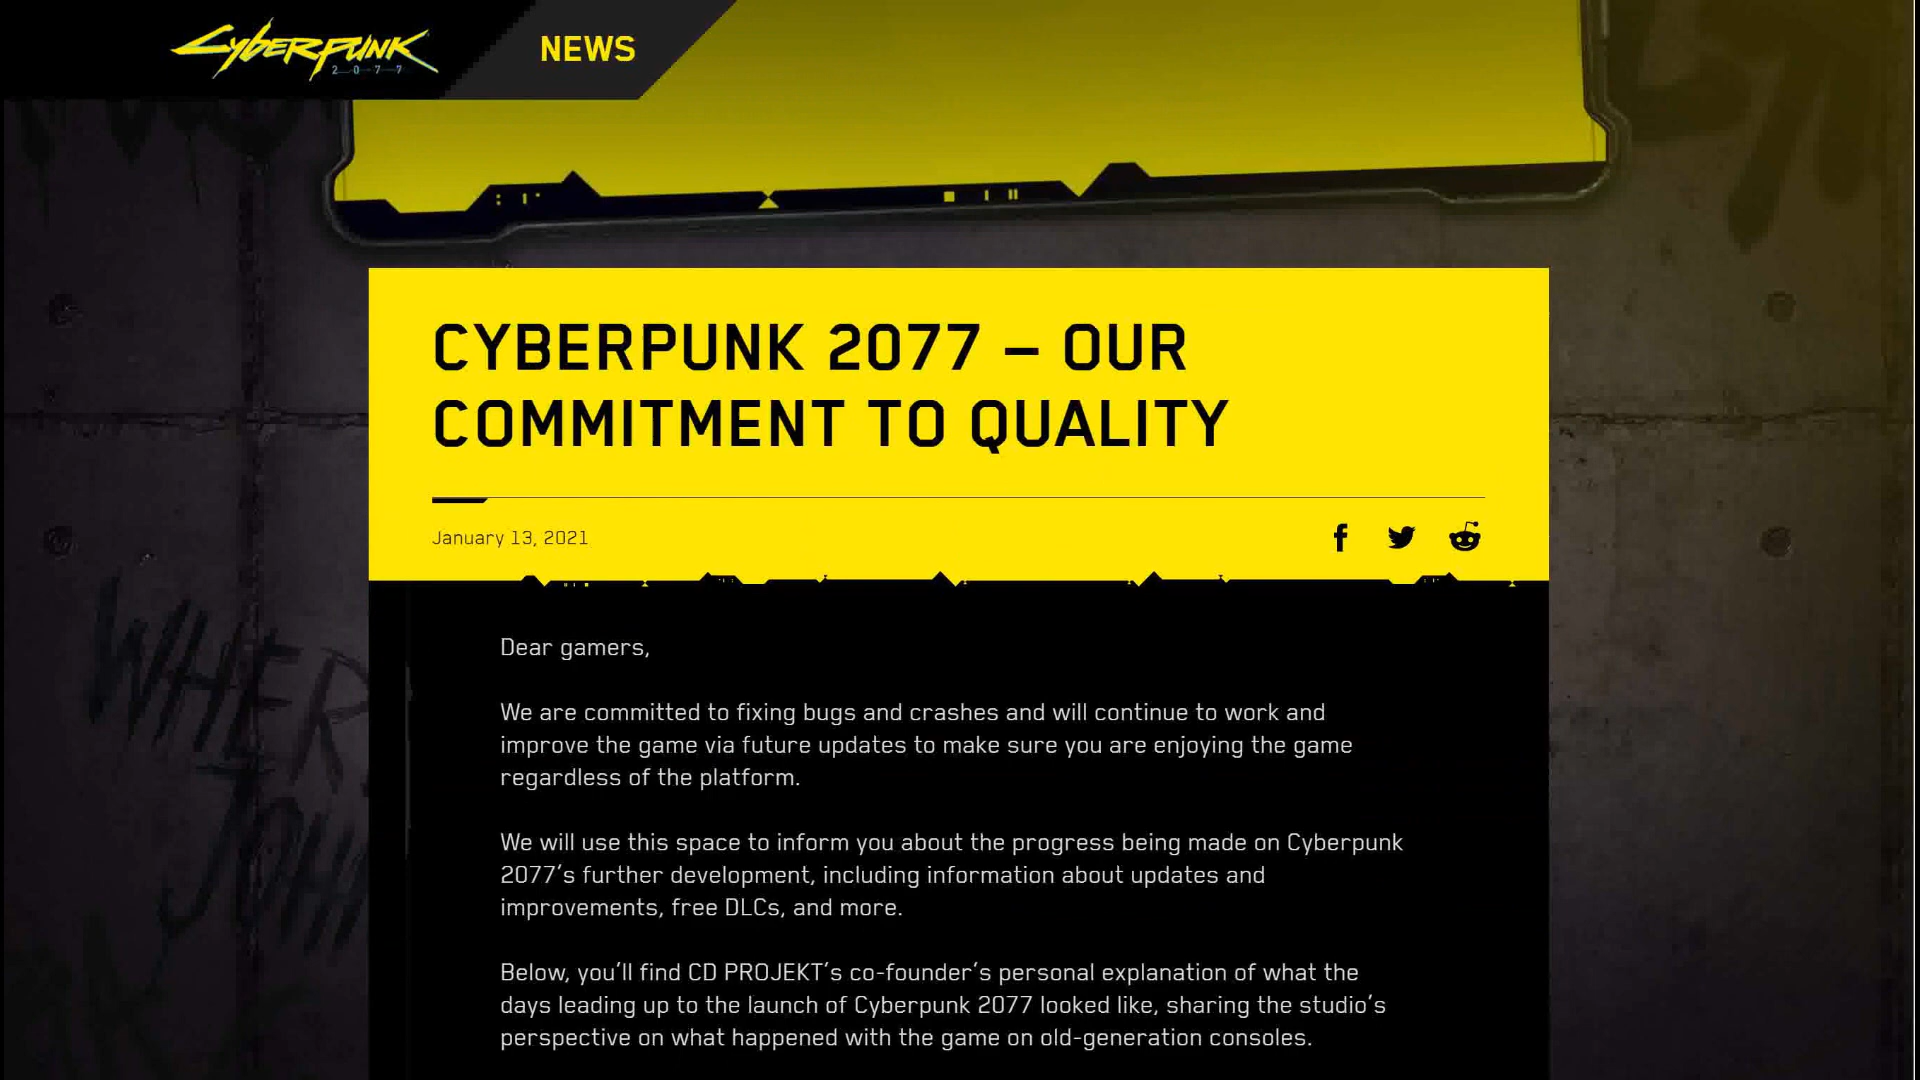 Cyberpunk
2077
NEWS
CYBERPUNK 2077 — OUR
COMMITMENT TO QUALITY
January 13, 2021
Dear gamers,
We are committed to fixing bugs and crashes and will continue to work and
improve the game via future updates to make sure you are enjoying the game
regardless of the platform.
We will use this space to inform you about the progress being made on Cyberpunk
2077’s further development, including information about updates and
improvements, free DLCs, and more.
Below, you’ll find CD PROJEKT’s co-founder’s personal explanation of what the
days leading up to the launch of Cyberpunk 2077 looked like, sharing the studio’s
perspective on what happened with the game on old-generation consoles.